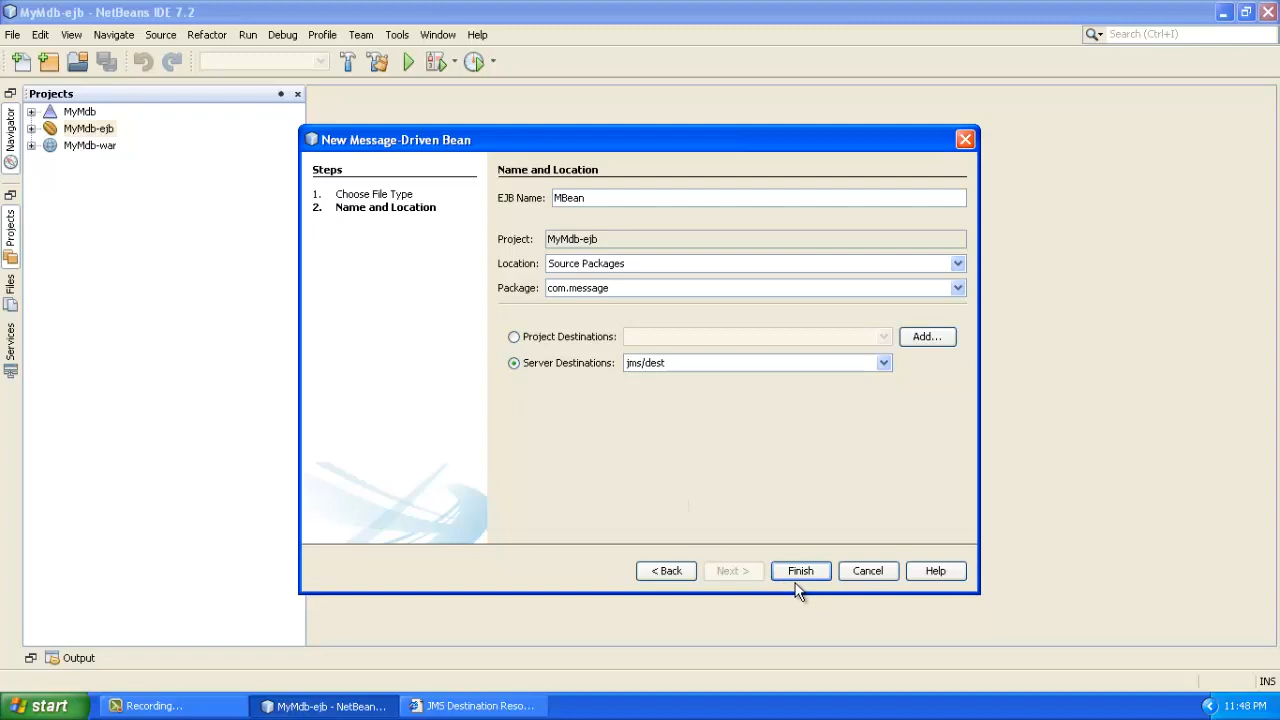 MyMdb-ejb - NetBeans IDE 7.2
File Edit View Navigate Source Refactor Run Debug Profile Team Tools Window Help
Search (Ctrl+I)
Projects
MyMdb
MyMdb-ejb
MyMdb-war
Navigator
Projects
Files
Services
New Message-Driven Bean
Steps
1. Choose File Type
2. Name and Location
Name and Location
EJB Name: MBean
Project: MyMdb-ejb
Location: Source Packages
Package: com.message
Project Destinations: Add...
Server Destinations: jms/dest
< Back Next > Finish Cancel Help
Output
INS
start Recording... MyMdb-ejb - NetBean... JMS Destination Reso... 11:48 PM